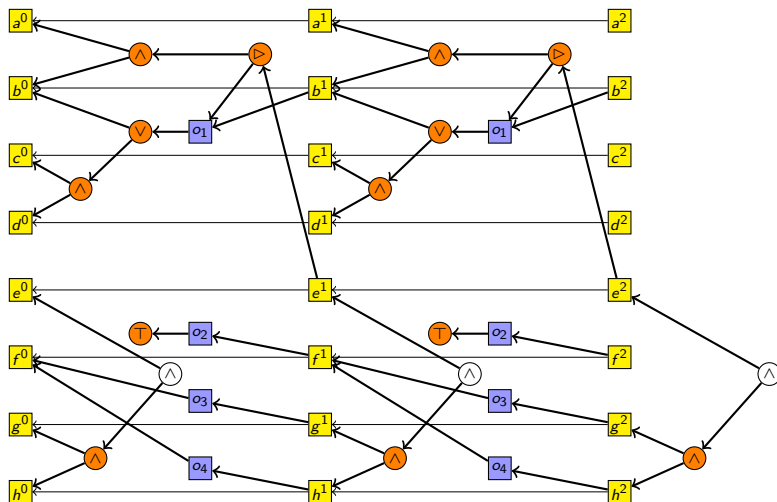 a⁰ a¹ a²
∧ ▷ ∧ ▷
b⁰ b¹ b²
∨ o₁ ∨ o₁
c⁰ c¹ c²
∧ ∧
d⁰ d¹ d²
e⁰ e¹ e²
⊤ o₂ ⊤ o₂
f⁰ f¹ f²
∧ ∧ ∧
o₃ o₃
g⁰ g¹ g²
∧ ∧ ∧
o₄ o₄
h⁰ h¹ h²